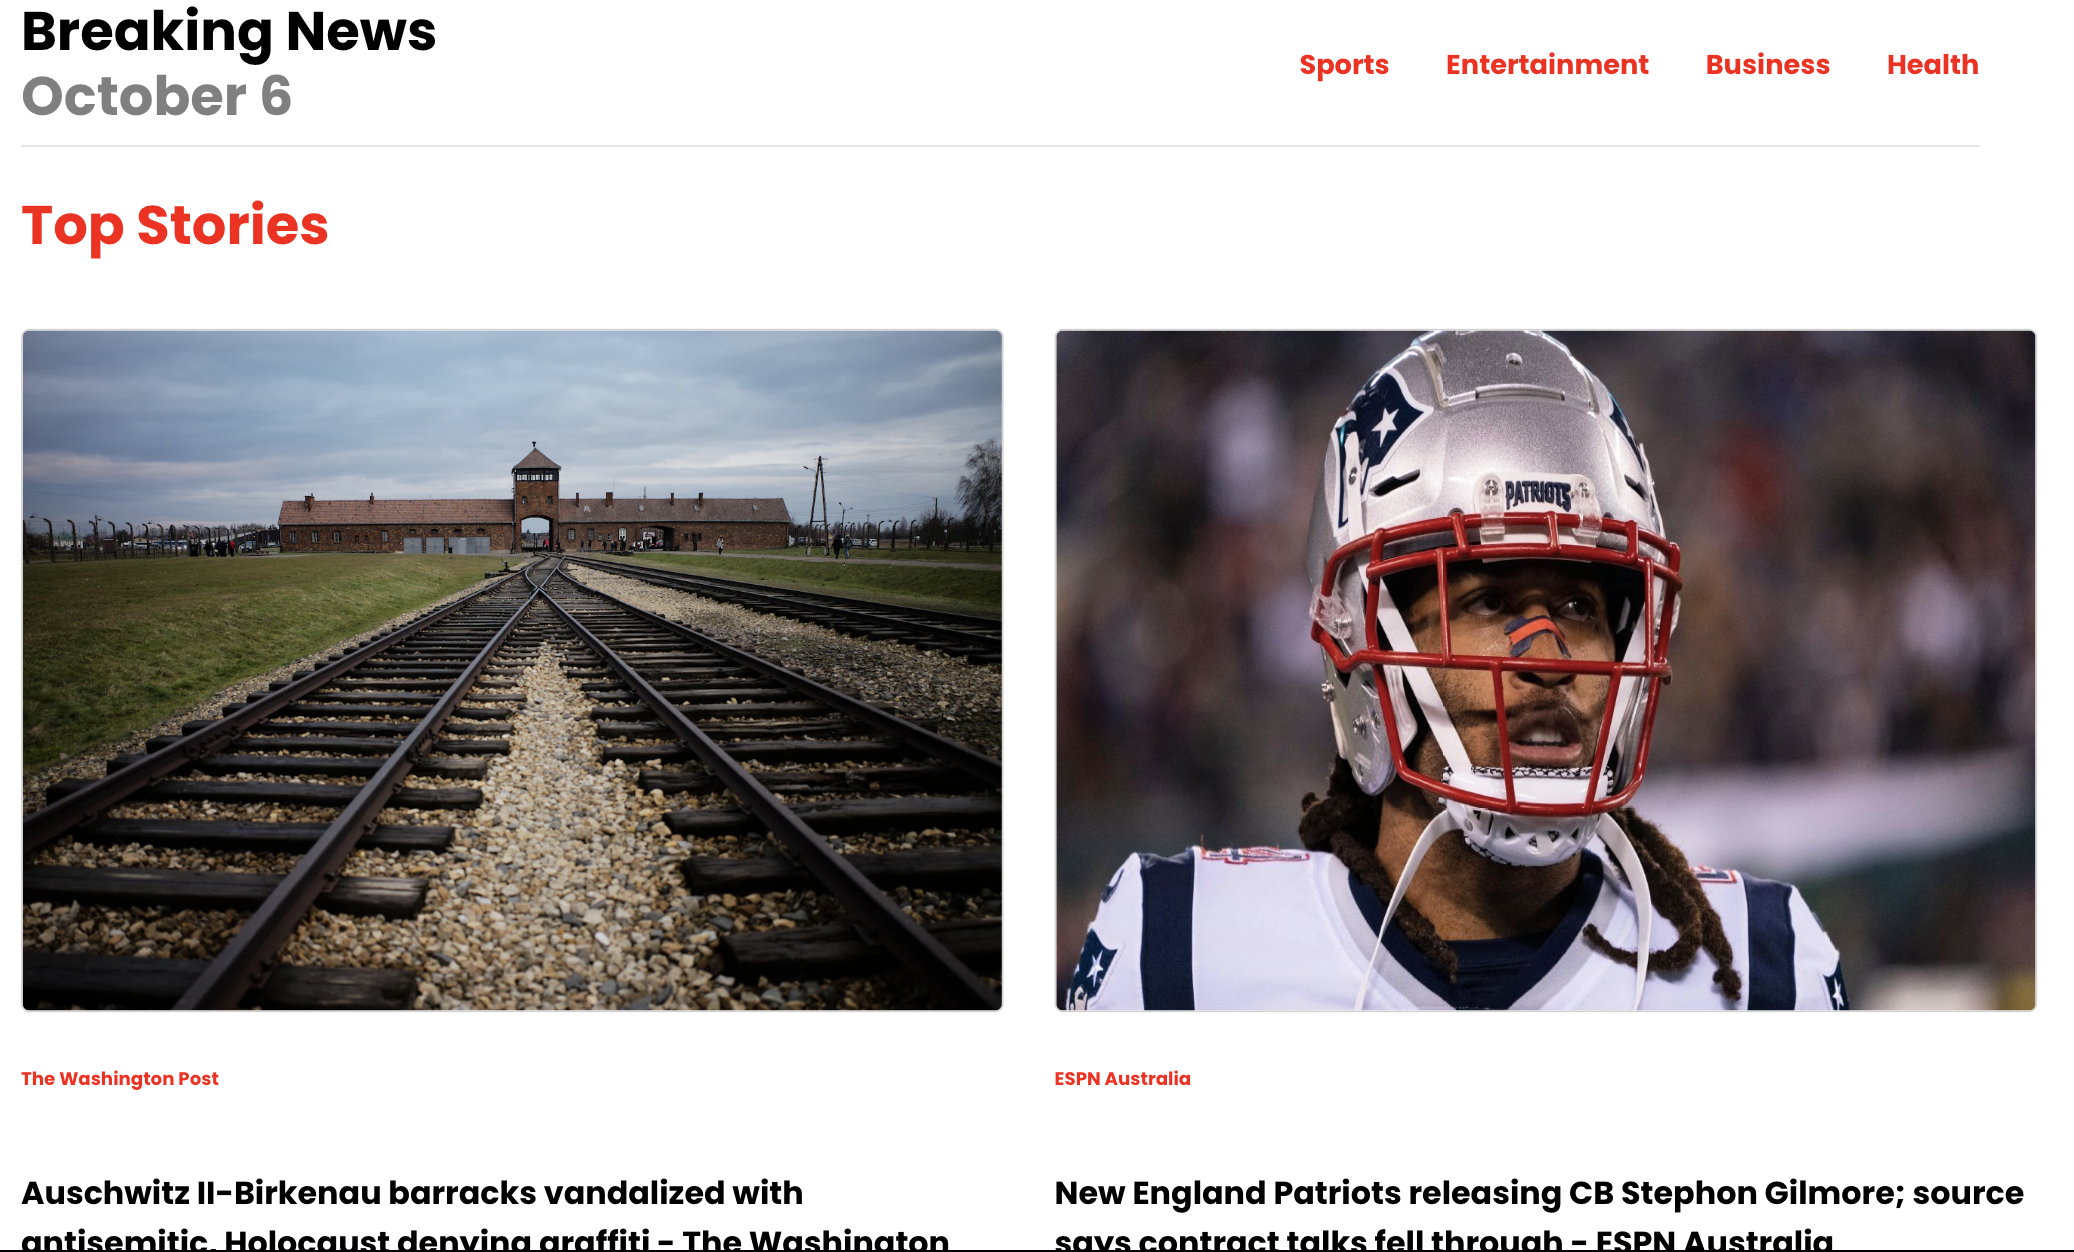 Breaking News
October 6
Sports Entertainment Business Health
Top Stories
PATRIOTS
The Washington Post
ESPN Australia
Auschwitz II-Birkenau barracks vandalized with
antisemitic, Holocaust denying graffiti - The Washington
New England Patriots releasing CB Stephon Gilmore; source
says contract talks fell through - ESPN Australia